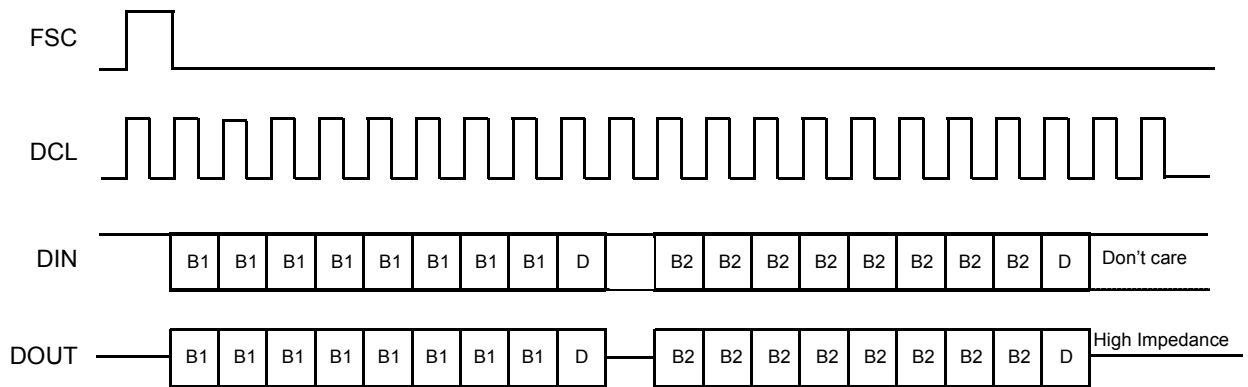 FSC
DCL
DIN B1 B1 B1 B1 B1 B1 B1 B1 D B2 B2 B2 B2 B2 B2 B2 B2 D Don't care
DOUT B1 B1 B1 B1 B1 B1 B1 B1 D B2 B2 B2 B2 B2 B2 B2 B2 D High Impedance